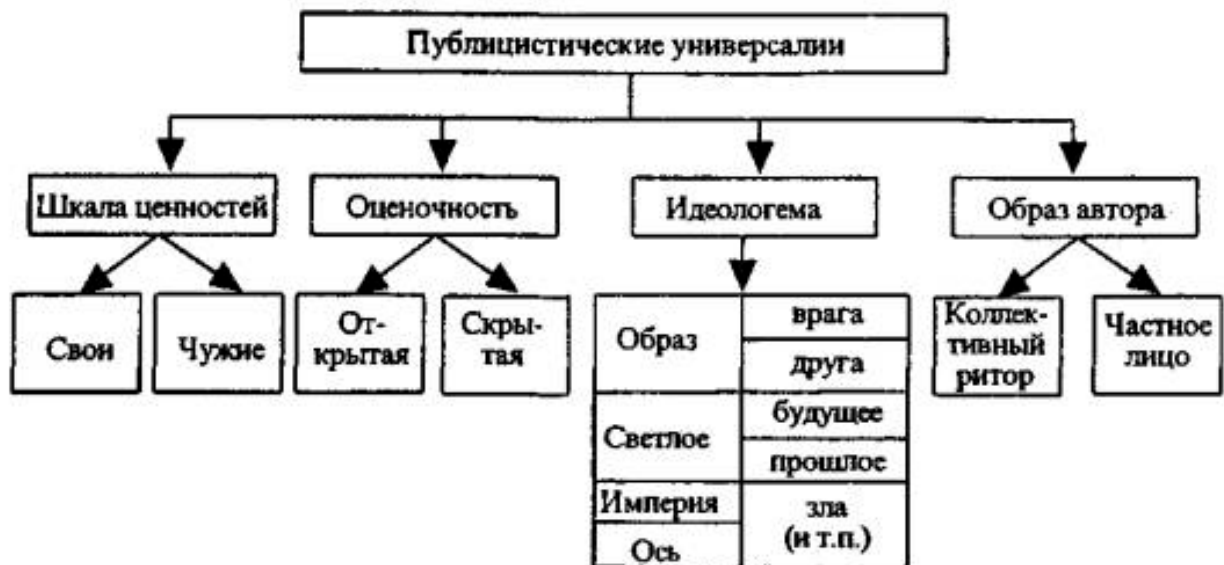 Публицистические универсалии
Шкала ценностей
Оценочность
Идеологема
Образ автора
Свои
Чужие
От-
крытая
Скры-
тая
Образ
врага
друга
Светлое
будущее
прошлое
Империя
Ось
зла
(и т.п.)
Коллек-
тивный
ритор
Частное
лицо